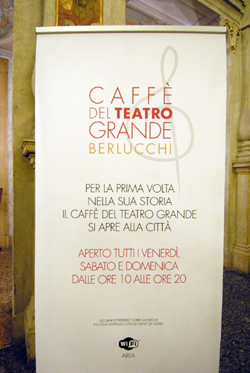 CAFFÈ
DEL TEATRO
GRANDE
BERLUCCHI
PER LA PRIMA VOLTA
NELLA SUA STORIA
IL CAFFÈ DEL TEATRO GRANDE
SI APRE ALLA CITTÀ
APERTO TUTTI I VENERDÌ,
SABATO E DOMENICA
DALLE ORE 10 ALLE ORE 20
WiFi
AREA